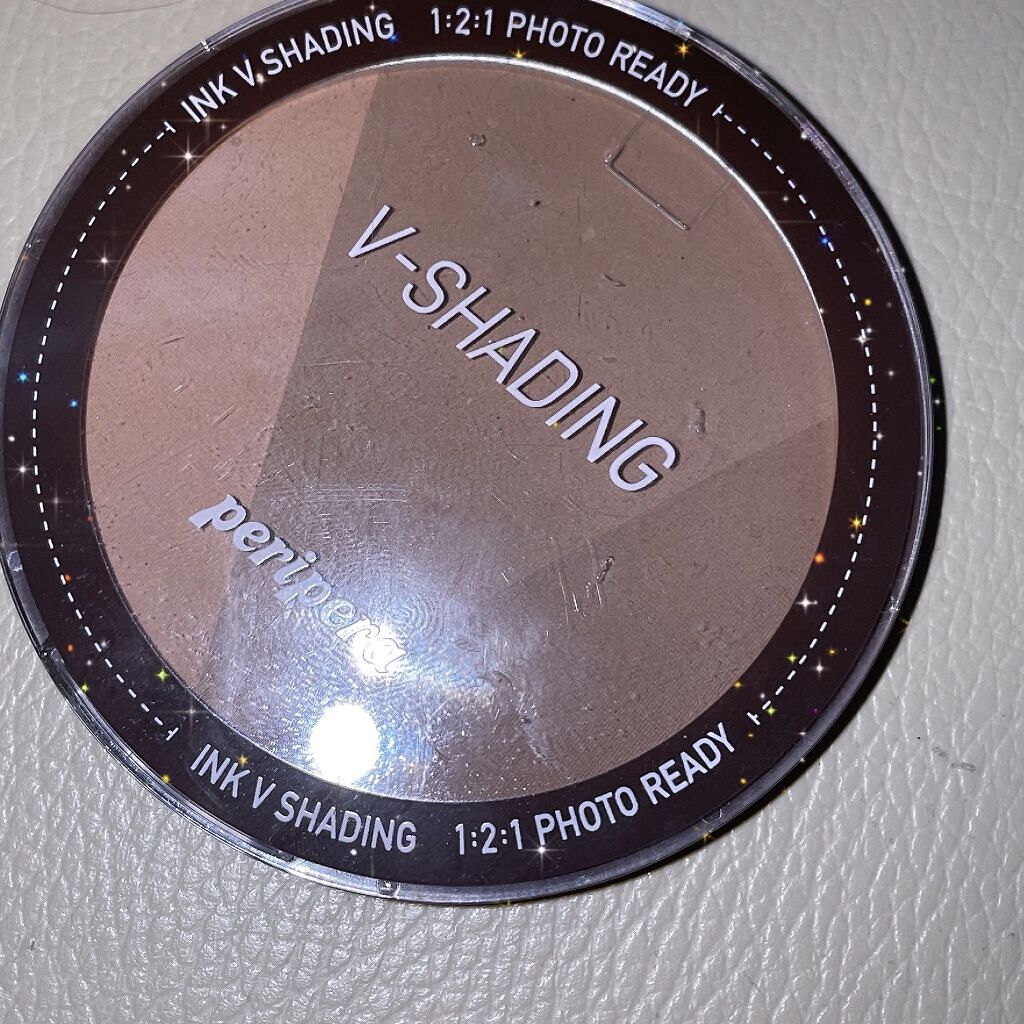 INK V SHADING 1:2:1 PHOTO READY
V-SHADING
peripera
INK V SHADING 1:2:1 PHOTO READY